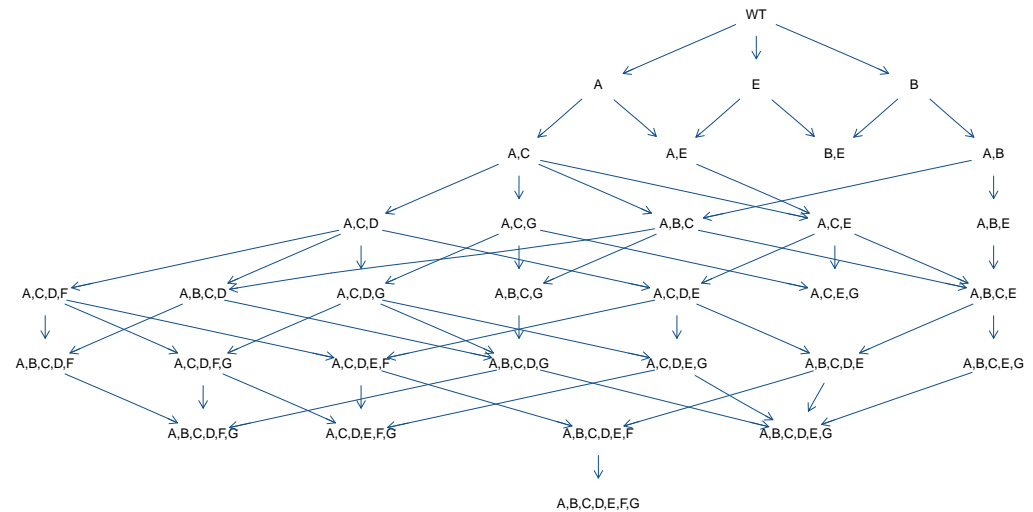 WT
A E B
A,C A,E B,E A,B
A,C,D A,C,G A,B,C A,C,E A,B,E
A,C,D,F A,B,C,D A,C,D,G A,B,C,G A,C,D,E A,C,E,G A,B,C,E
A,B,C,D,F A,C,D,F,G A,C,D,E,F A,B,C,D,G A,C,D,E,G A,B,C,D,E A,B,C,E,G
A,B,C,D,F,G A,C,D,E,F,G A,B,C,D,E,F A,B,C,D,E,G
A,B,C,D,E,F,G